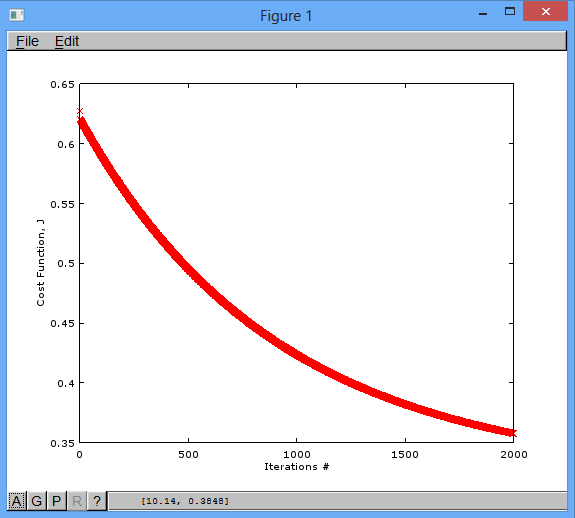 Figure 1
File Edit
0.65
0.6
0.55
0.5
0.45
0.4
0.35
Cost Function, J
0 500 1000 1500 2000
Iterations #
A G P R ? [10.14, 0.3848]